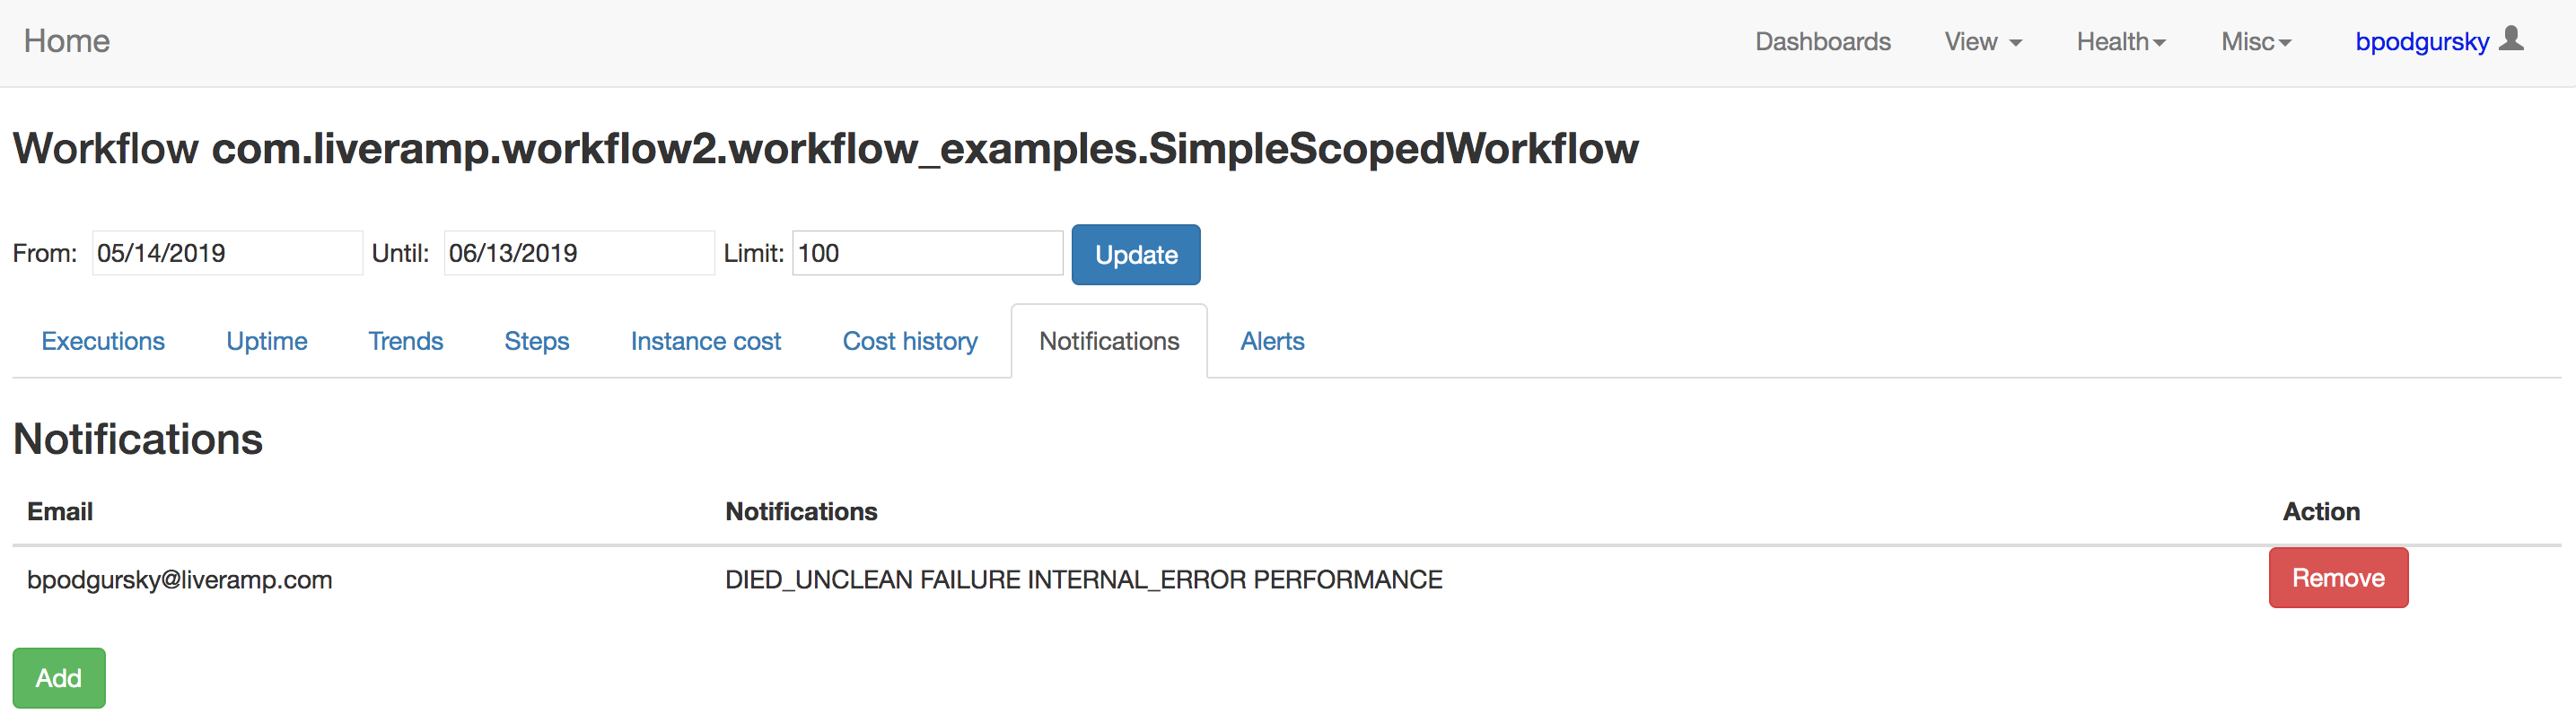 Home Dashboards View Health Misc bpodgursky
Workflow com.liveramp.workflow2.workflow_examples.SimpleScopedWorkflow
From: 05/14/2019 Until: 06/13/2019 Limit: 100 Update
Executions Uptime Trends Steps Instance cost Cost history Notifications Alerts
Notifications
Email Notifications Action
bpodgursky@liveramp.com DIED_UNCLEAN FAILURE INTERNAL_ERROR PERFORMANCE Remove
Add